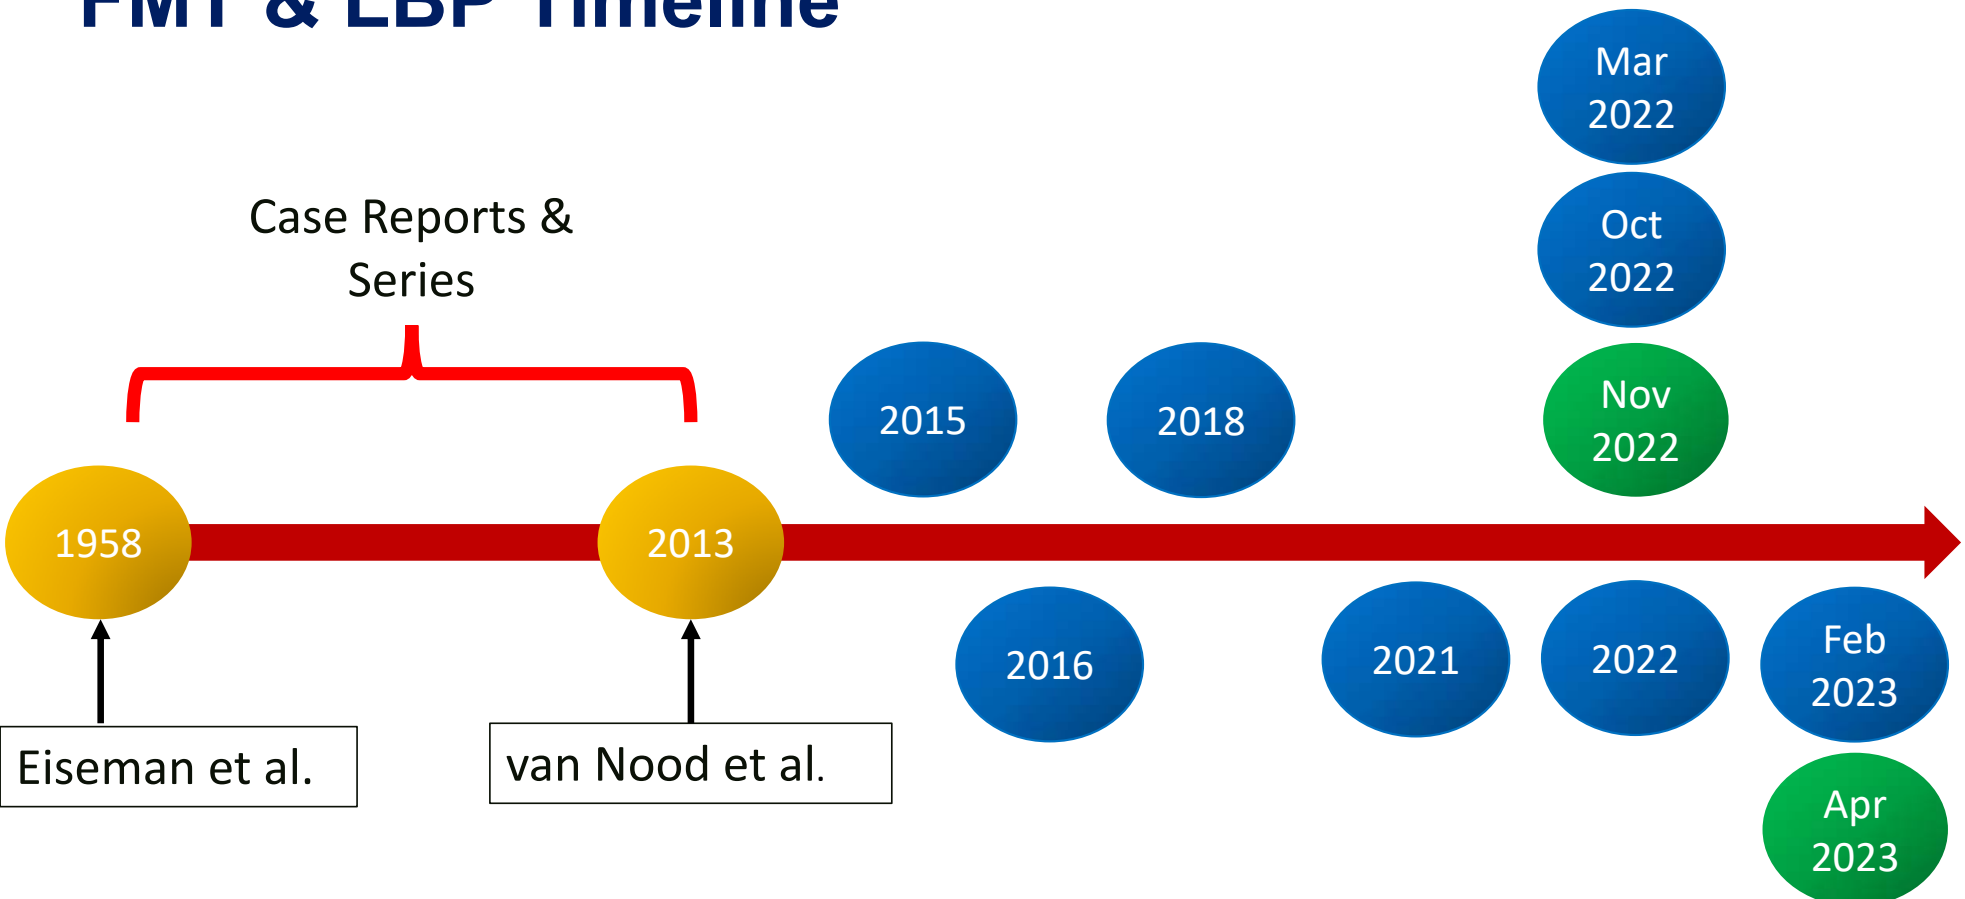 FMT & LBP Timeline
Mar
2022
Oct
2022
Nov
2022
Case Reports &
Series
2015
2018
1958
2013
2016
2021
2022
Feb
2023
Apr
2023
Eiseman et al.
van Nood et al.